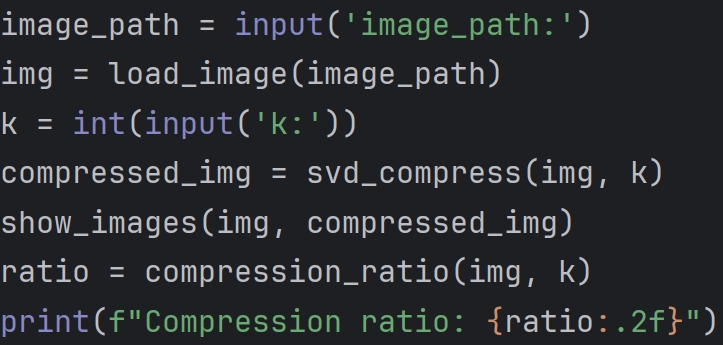 image_path = input('image_path:')
img = load_image(image_path)
k = int(input('k:'))
compressed_img = svd_compress(img, k)
show_images(img, compressed_img)
ratio = compression_ratio(img, k)
print(f"Compression ratio: {ratio:.2f}")